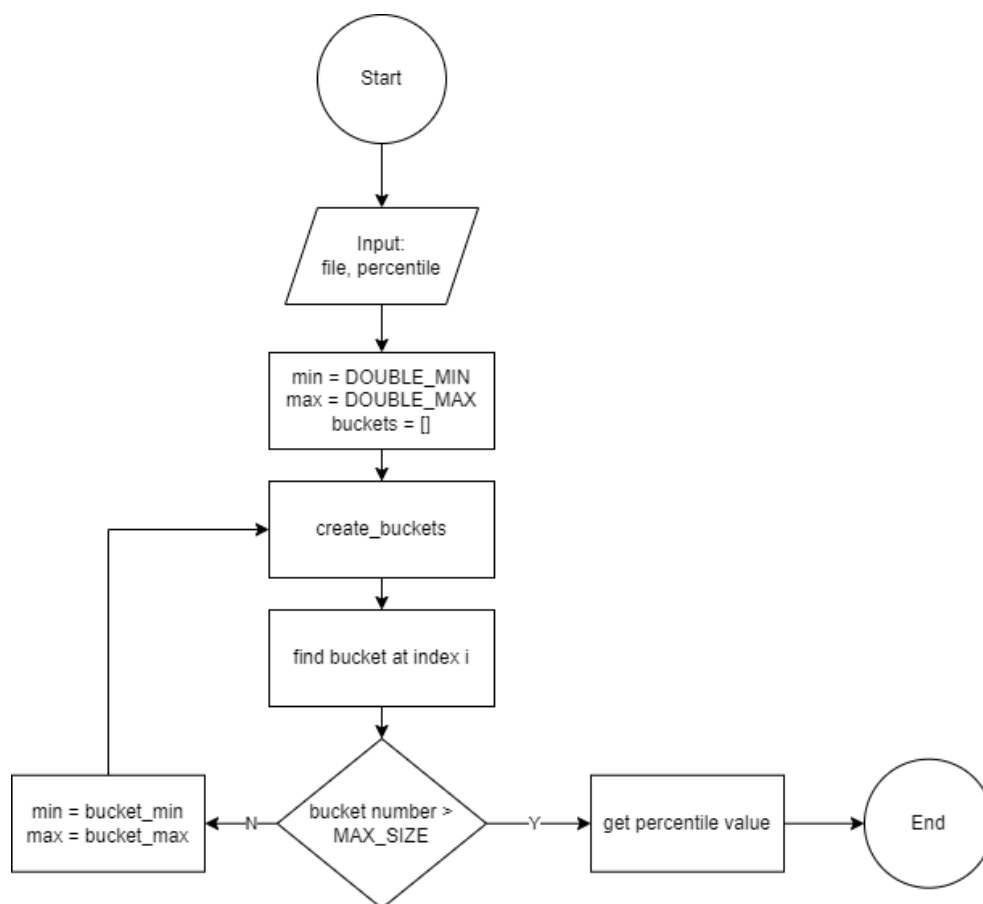 Start
Input:
file, percentile
min = DOUBLE_MIN
max = DOUBLE_MAX
buckets = []
create_buckets
find bucket at index i
bucket number >
MAX_SIZE
N
min = bucket_min
max = bucket_max
Y
get percentile value
End